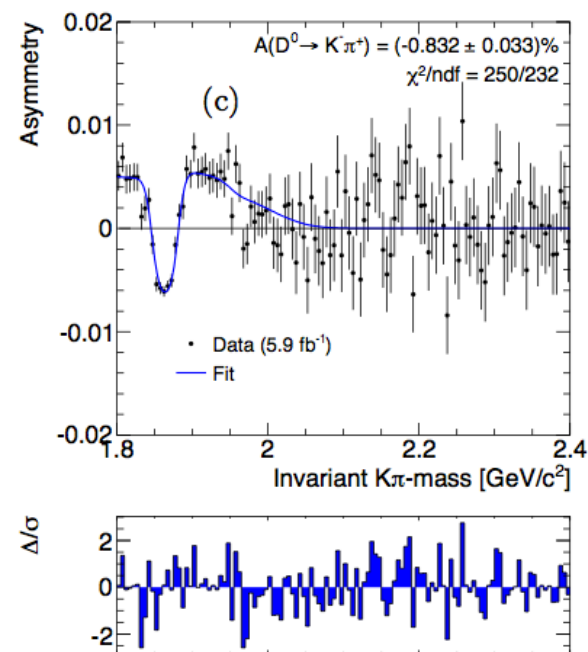 0.02
A(D⁰→ K⁻π⁺) = (-0.832 ± 0.033)%
χ²/ndf = 250/232
(c)
Asymmetry
0.01
0
-0.01
Data (5.9 fb⁻¹)
Fit
-0.02
1.8 2 2.2 2.4
Invariant Kπ-mass [GeV/c²]
Δ/σ
2
0
-2